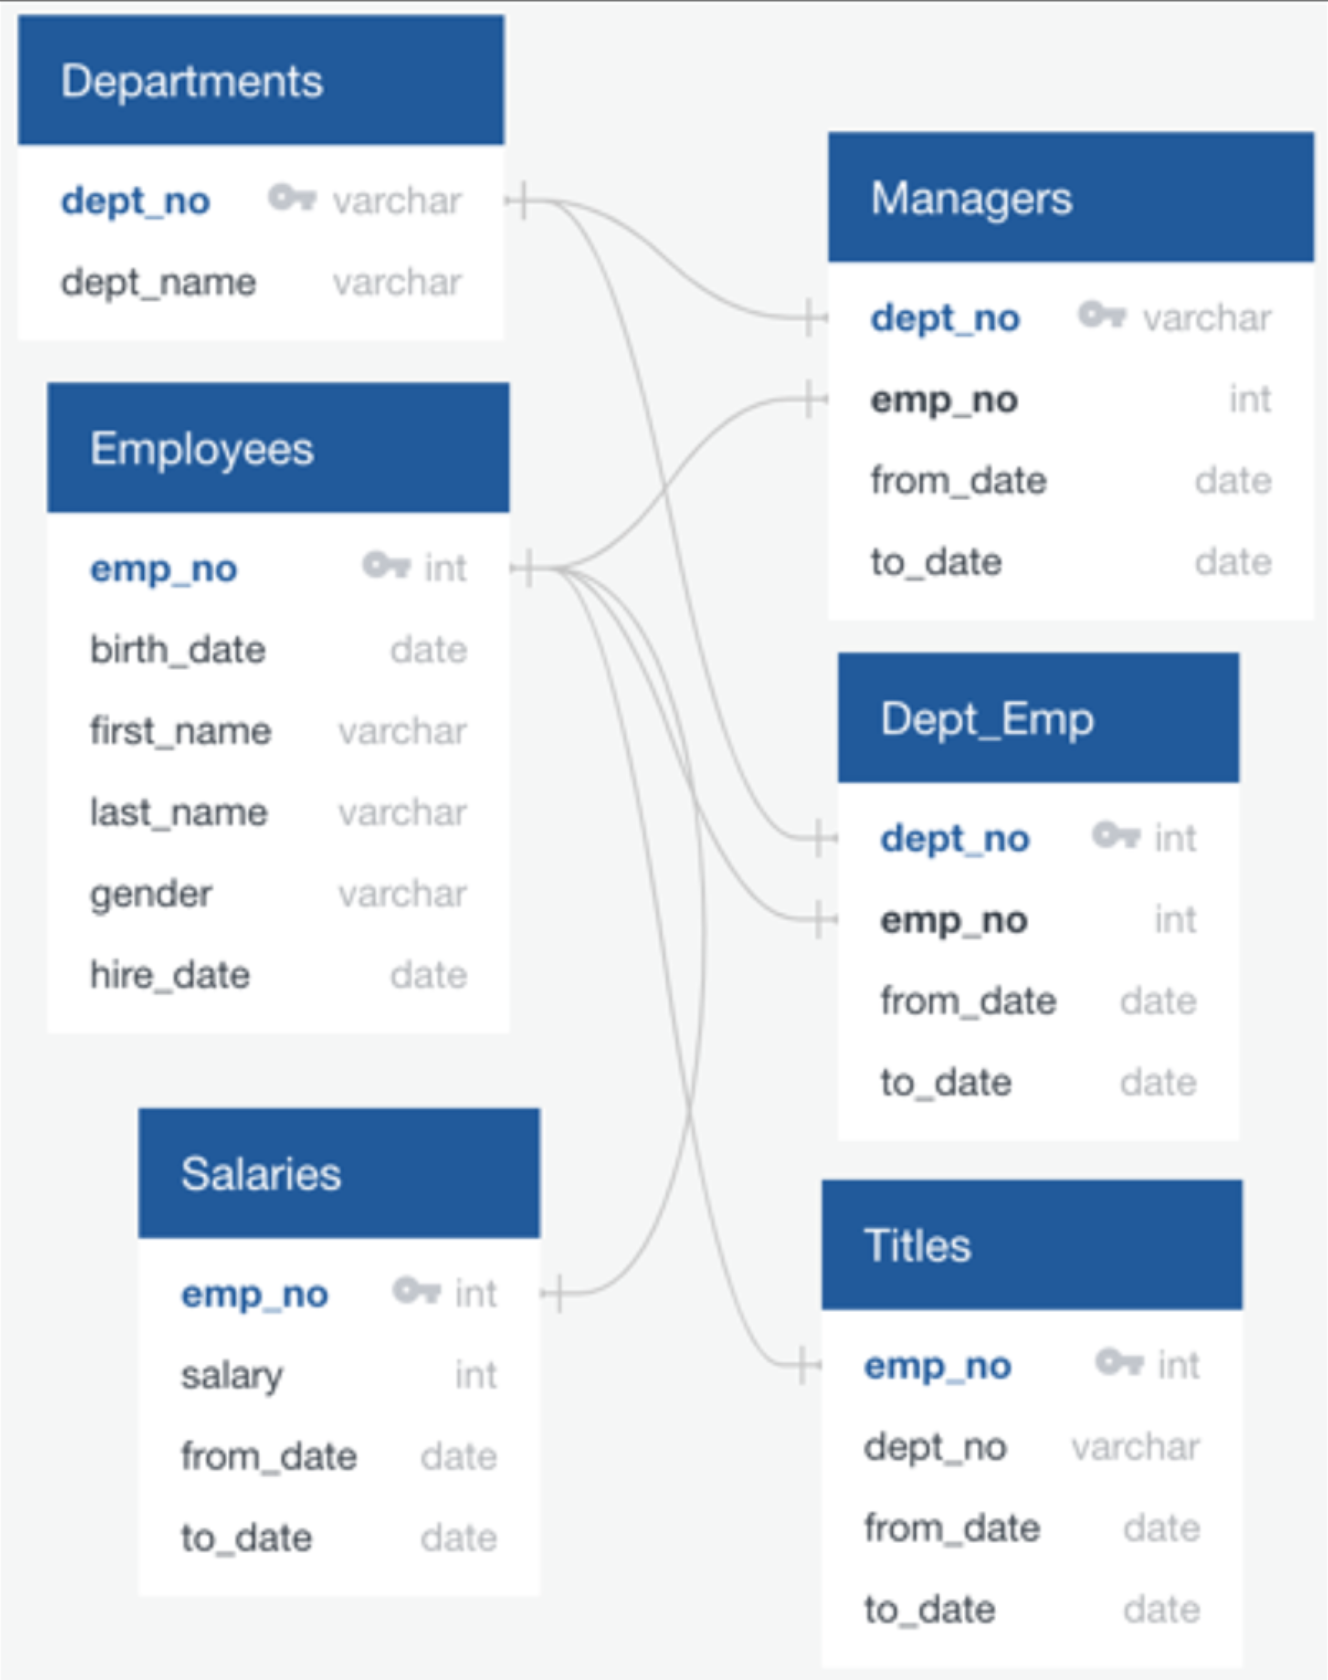 Departments
dept_no varchar
dept_name varchar
Employees
emp_no int
birth_date date
first_name varchar
last_name varchar
gender varchar
hire_date date
Salaries
emp_no int
salary int
from_date date
to_date date
Managers
dept_no varchar
emp_no int
from_date date
to_date date
Dept_Emp
dept_no int
emp_no int
from_date date
to_date date
Titles
emp_no int
dept_no varchar
from_date date
to_date date